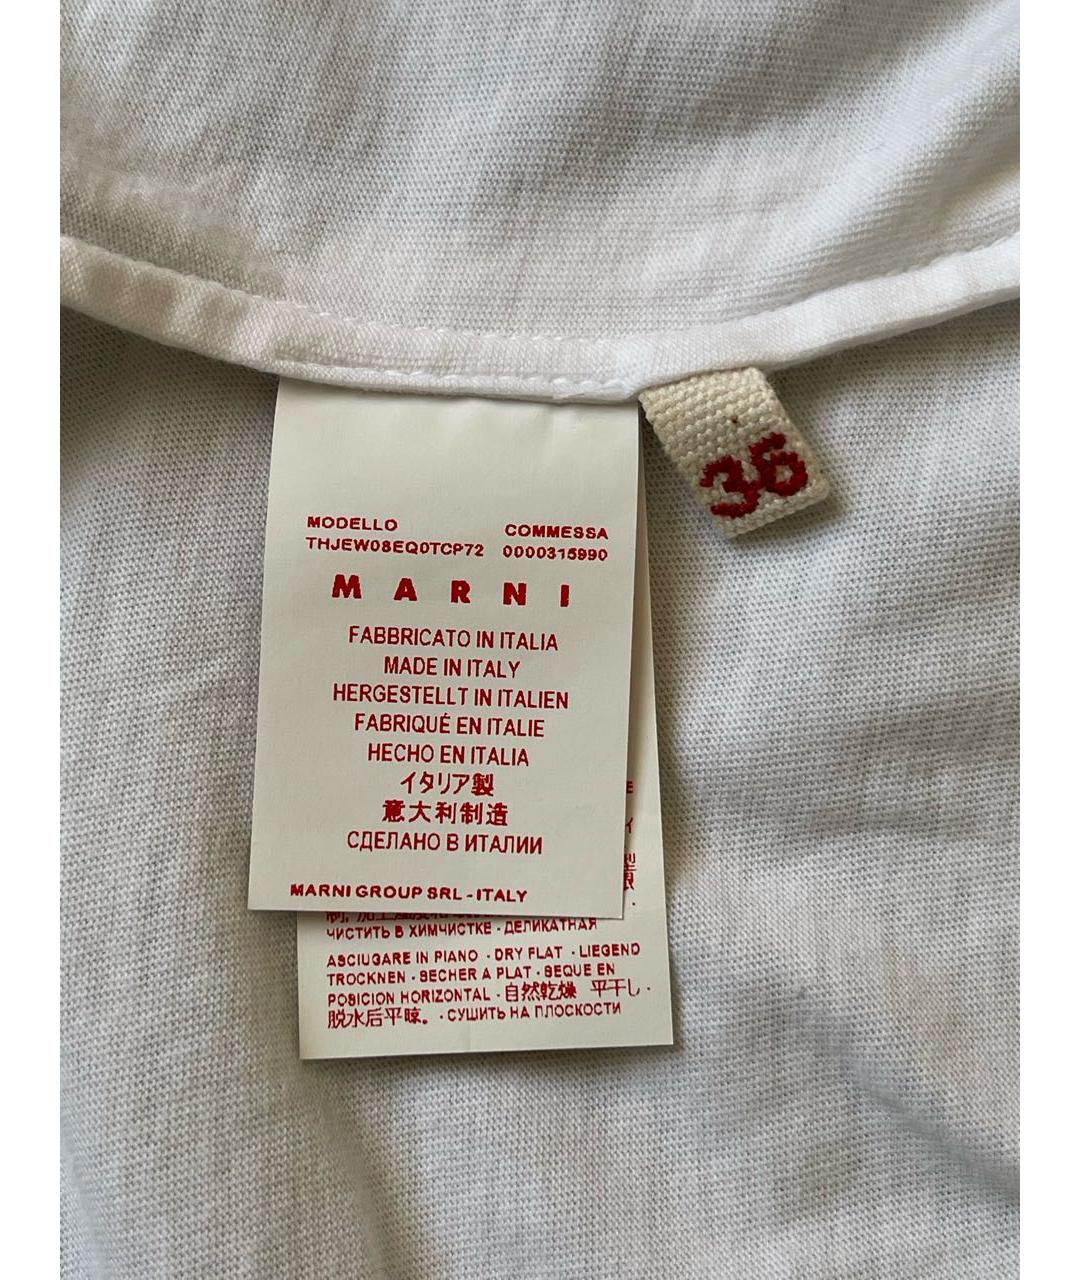 36
MODELLO COMMESSA
THJEW08EQ0TCP72 0000315990
MARNI
FABBRICATO IN ITALIA
MADE IN ITALY
HERGESTELLT IN ITALIEN
FABRIQUÉ EN ITALIE
HECHO EN ITALIA
イタリア製
意大利制造
СДЕЛАНО В ИТАЛИИ
MARNI GROUP SRL - ITALY
ЧИСТИТЬ В ХИМЧИСТКЕ - ДЕЛИКАТНАЯ
ASCIUGARE IN PIANO - DRY FLAT - LIEGEND
TROCKNEN - SECHER A PLAT - SEQUE EN
POSICION HORIZONTAL - 自然乾燥 平干し -
脱水后平晾。 - СУШИТЬ НА ПЛОСКОСТИ